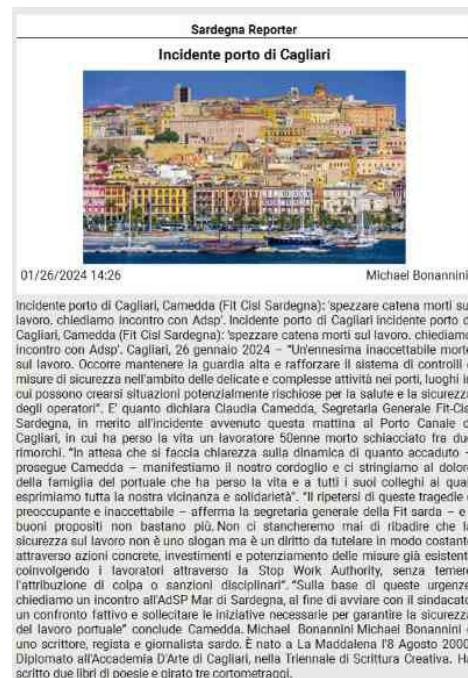 Sardegna Reporter
Incidente porto di Cagliari
01/26/2024 14:26
Michael Bonannini
Incidente porto di Cagliari, Camedda (Fit Cisl Sardegna): 'spezzare catena morti sul
lavoro. chiediamo incontro con Adsp'. Incidente porto di Cagliari incidente porto di
Cagliari, Camedda (Fit Cisl Sardegna): 'spezzare catena morti sul lavoro. chiediamo
incontro con Adsp'. Cagliari, 26 gennaio 2024 – "Un'ennesima inaccettabile morte
sul lavoro. Occorre mantenere la guardia alta e rafforzare il sistema di controlli e
misure di sicurezza nell'ambito delle delicate e complesse attività nei porti, luoghi in
cui possono crearsi situazioni potenzialmente rischiose per la salute e la sicurezza
degli operatori". E' quanto dichiara Claudia Camedda, Segretaria Generale Fit-Cisl
Sardegna, in merito all'incidente avvenuto questa mattina al Porto Canale di
Cagliari, in cui ha perso la vita un lavoratore 50enne morto schiacciato fra due
rimorchi. "In attesa che si faccia chiarezza sulla dinamica di quanto accaduto –
prosegue Camedda – manifestiamo il nostro cordoglio e ci stringiamo al dolore
della famiglia del portuale che ha perso la vita e a tutti i suoi colleghi ai quali
esprimiamo tutta la nostra vicinanza e solidarietà". "Il ripetersi di queste tragedie è
preoccupante e inaccettabile – afferma la segretaria generale della Fit sarda – e i
buoni propositi non bastano più. Non ci stancheremo mai di ribadire che la
sicurezza sul lavoro non è uno slogan ma è un diritto da tutelare in modo costante
attraverso azioni concrete, investimenti e potenziamento delle misure già esistenti
coinvolgendo i lavoratori attraverso la Stop Work Authority, senza temere
l'attribuzione di colpa o sanzioni disciplinari". "Sulla base di queste urgenze
chiediamo un incontro all'AdSP Mar di Sardegna, al fine di avviare con il sindacato
un confronto fattivo e sollecitare le iniziative necessarie per garantire la sicurezza
del lavoro portuale" conclude Camedda. Michael Bonannini Michael Bonannini è
uno scrittore, regista e giornalista sardo. È nato a La Maddalena l'8 Agosto 2000.
Diplomato all'Accademia D'Arte di Cagliari, nella Triennale di Scrittura Creativa. Ha
scritto due libri di poesie e girato tre cortometraggi.